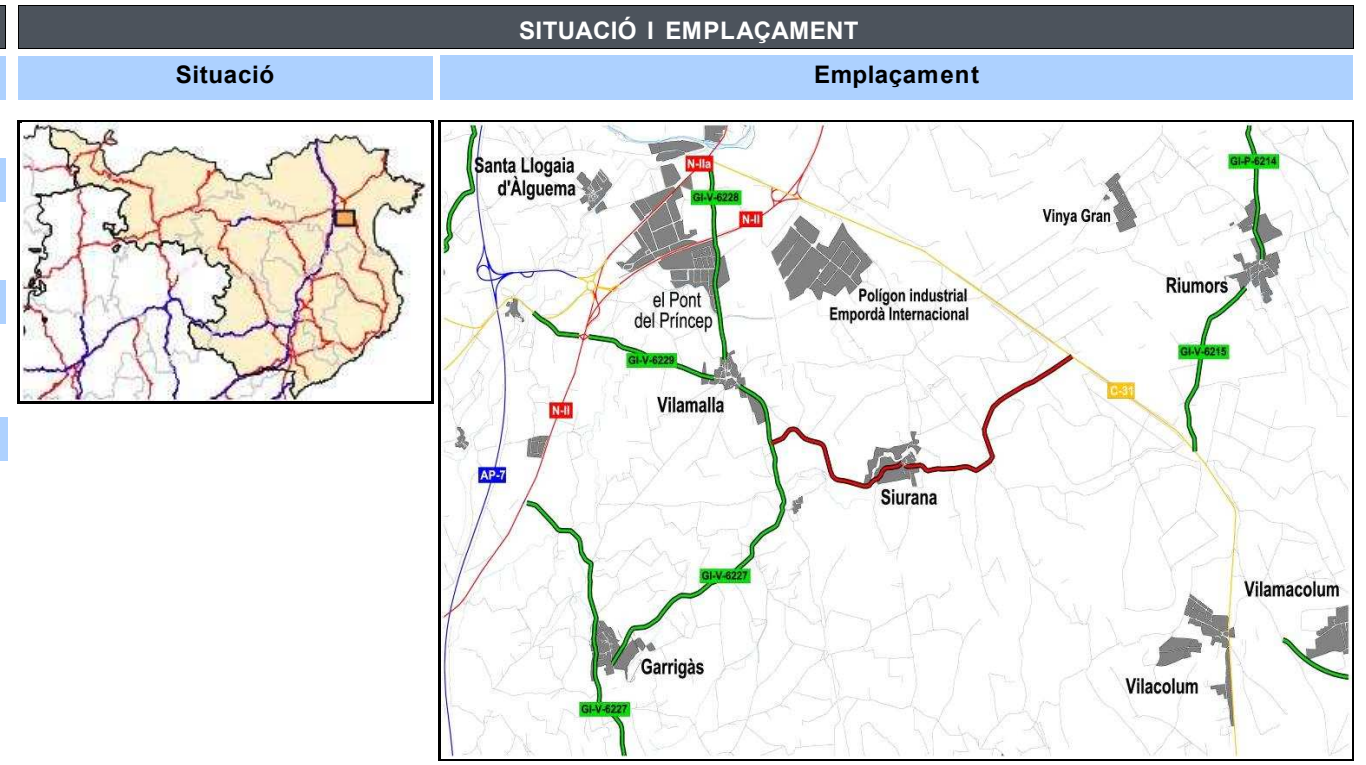 SITUACIÓ I EMPLAÇAMENT
Situació
Emplaçament
Santa Llogaia
d'Àlguema
N-IIa
GI-V-6228
N-II
GI-P-6214
Vinya Gran
Riumors
el Pont
del Príncep
Polígon industrial
Empordà Internacional
GI-V-6229
GI-V-6215
Vilamalla
N-II
C-31
AP-7
Siurana
GI-V-6227
Vilamacolum
Garrigàs
Vilacolum
GI-V-6227